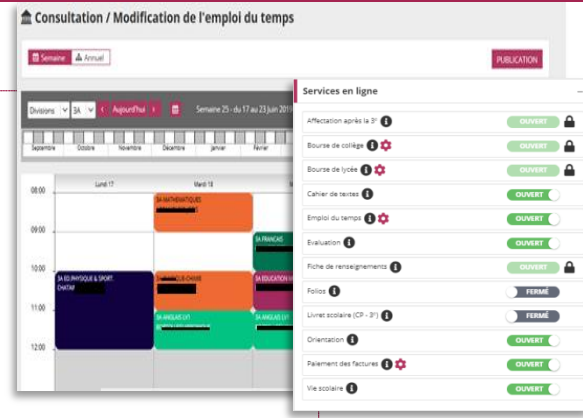 Consultation / Modification de l'emploi du temps
Semaine Annuel
PUBLICATION
Divisions 3A Aujourd'hui Semaine 25 - du 17 au 23 Juin 2019
Septembre Octobre Novembre Décembre Janvier Février
Lundi 17 Mardi 18
08:00
3A MATHEMATIQUES
09:00
3A FRANCAIS
10:00
3A ED.PHYSIQUE & SPORT.
CHATAI
3A EDUCATION
11:00
3A ANGLAIS LV1
3A ANGLAIS LV1
12:00
Services en ligne
Affectation après la 3e OUVERT
Bourse de collège OUVERT
Bourse de lycée OUVERT
Cahier de textes OUVERT
Emploi du temps OUVERT
Evaluation OUVERT
Fiche de renseignements OUVERT
Folios FERMÉ
Livret scolaire (CP - 3e) FERMÉ
Orientation OUVERT
Paiement des factures OUVERT
Vie scolaire OUVERT